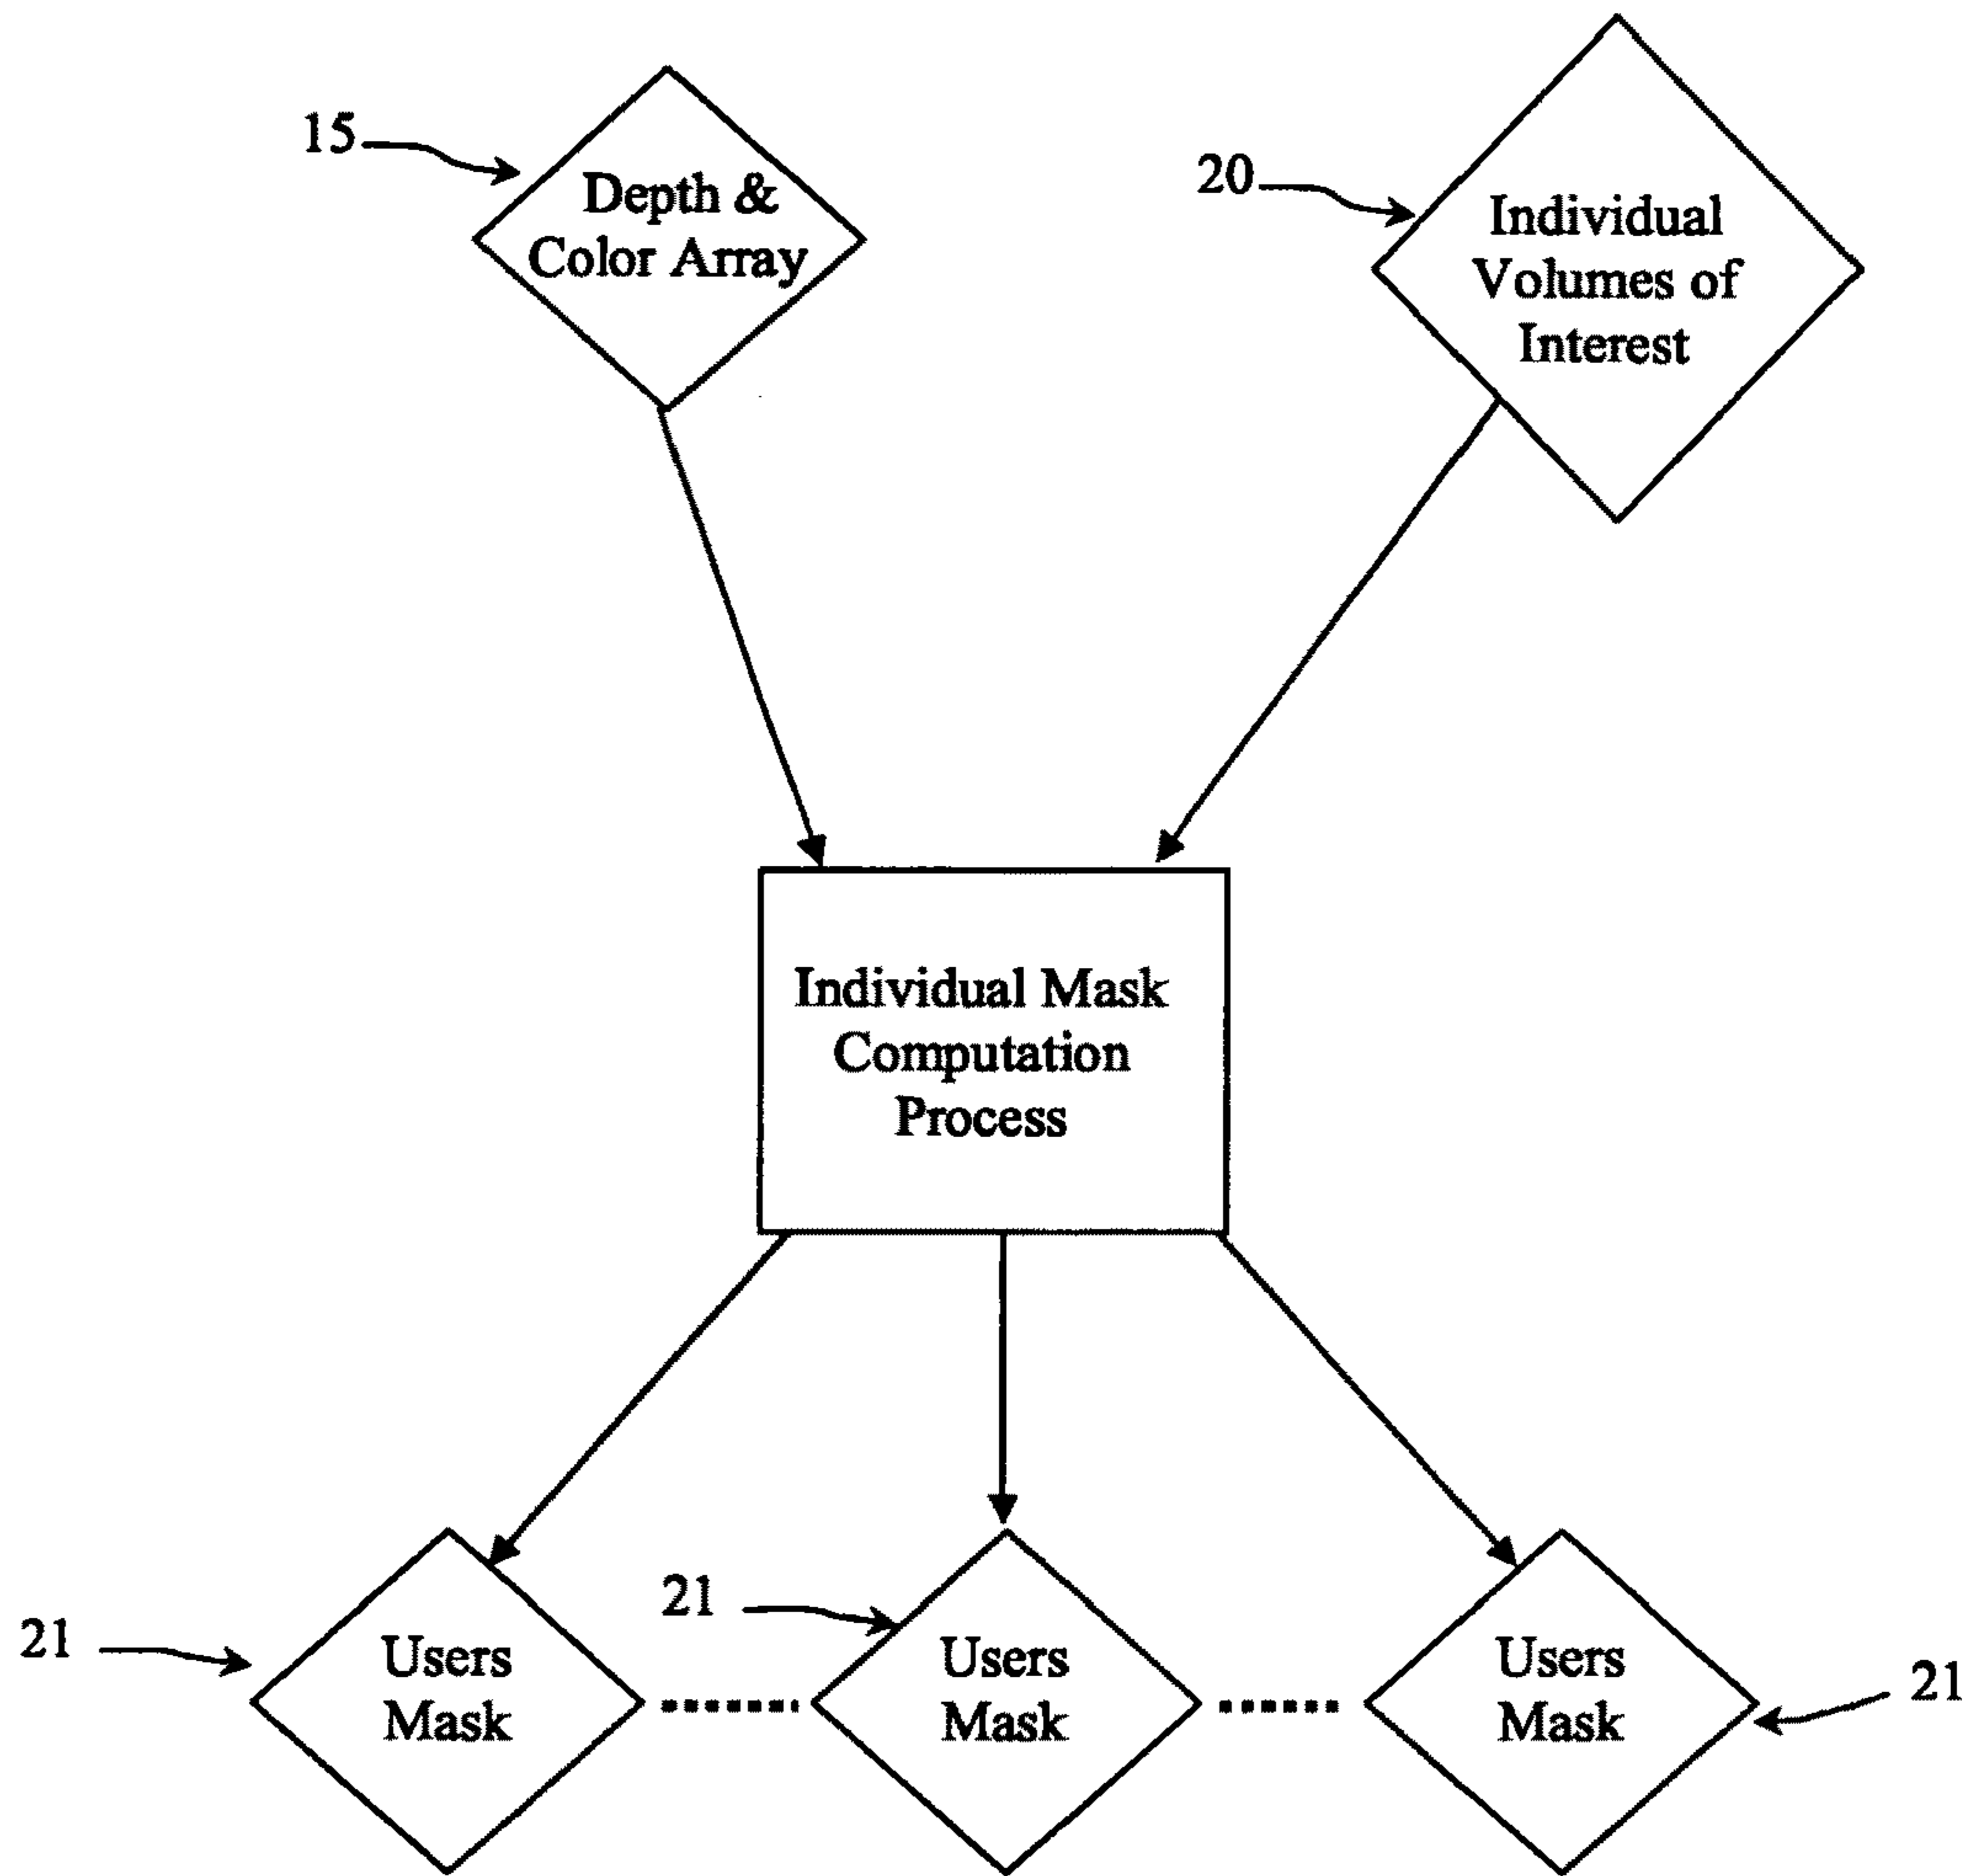 15
Depth &
Color Array
20
Individual
Volumes of
Interest
Individual Mask
Computation
Process
21
Users
Mask
21
Users
Mask
Users
Mask
21